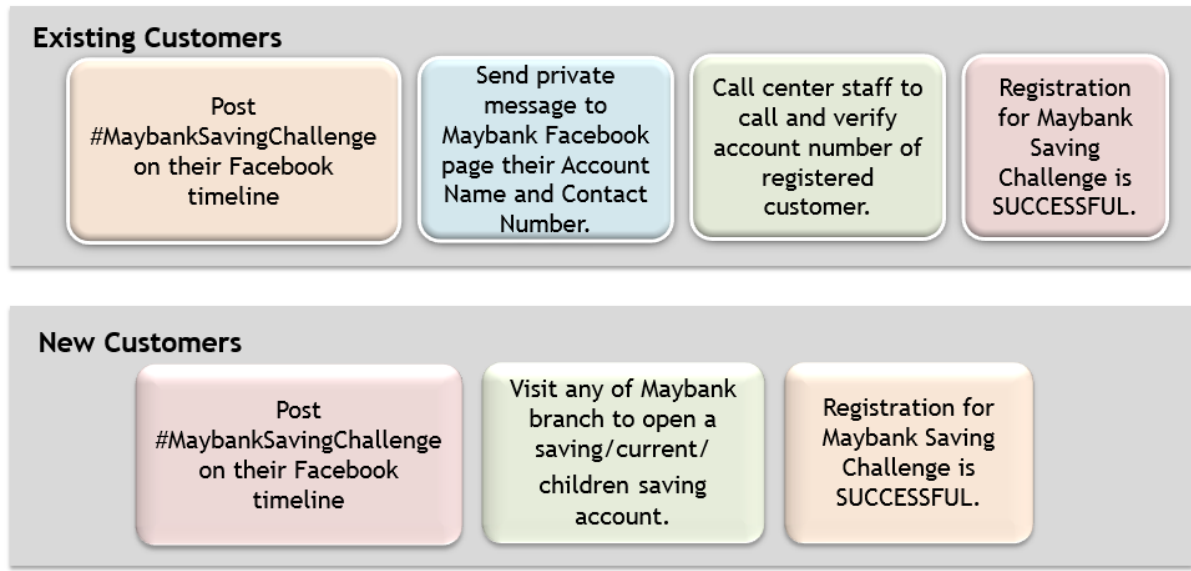 Existing Customers
Post
#MaybankSavingChallenge
on their Facebook
timeline
Send private
message to
Maybank Facebook
page their Account
Name and Contact
Number.
Call center staff to
call and verify
account number of
registered
customer.
Registration
for Maybank
Saving
Challenge is
SUCCESSFUL.
New Customers
Post
#MaybankSavingChallenge
on their Facebook
timeline
Visit any of Maybank
branch to open a
saving/current/
children saving
account.
Registration for
Maybank Saving
Challenge is
SUCCESSFUL.